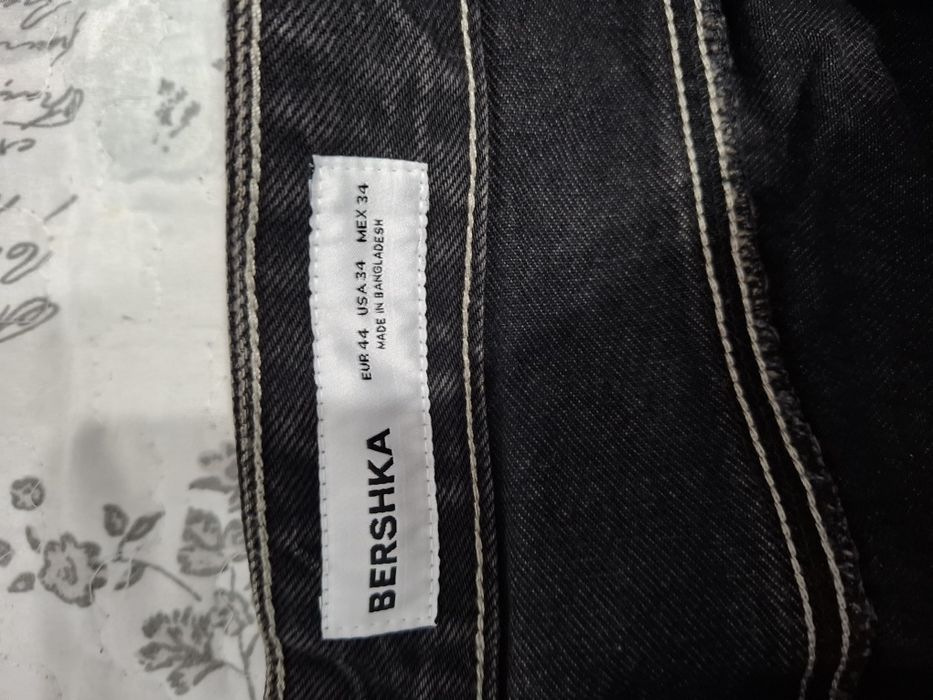 BERSHKA
EUR 44 USA 34 MEX 34
MADE IN BANGLADESH